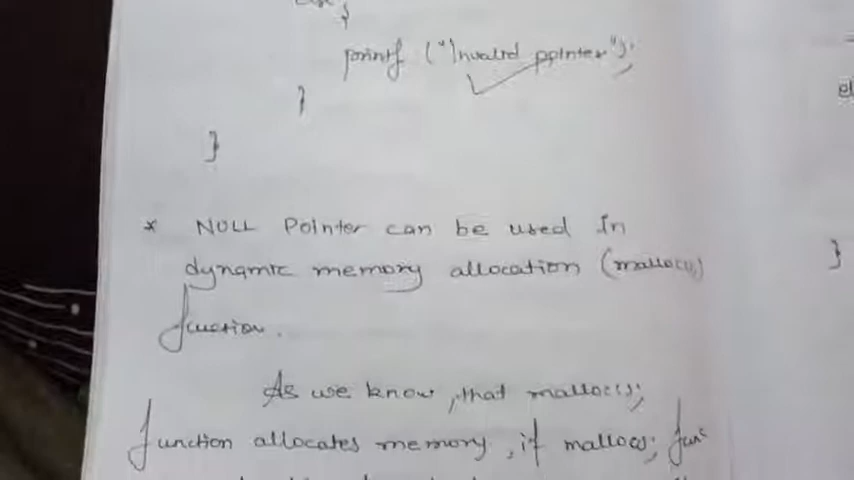 {
printf ("Invalid pointer");
}
}
* NULL Pointer can be used in
dynamic memory allocation (malloc())
function.
As we know, that malloc();
function allocates memory, if malloc; func
el
}